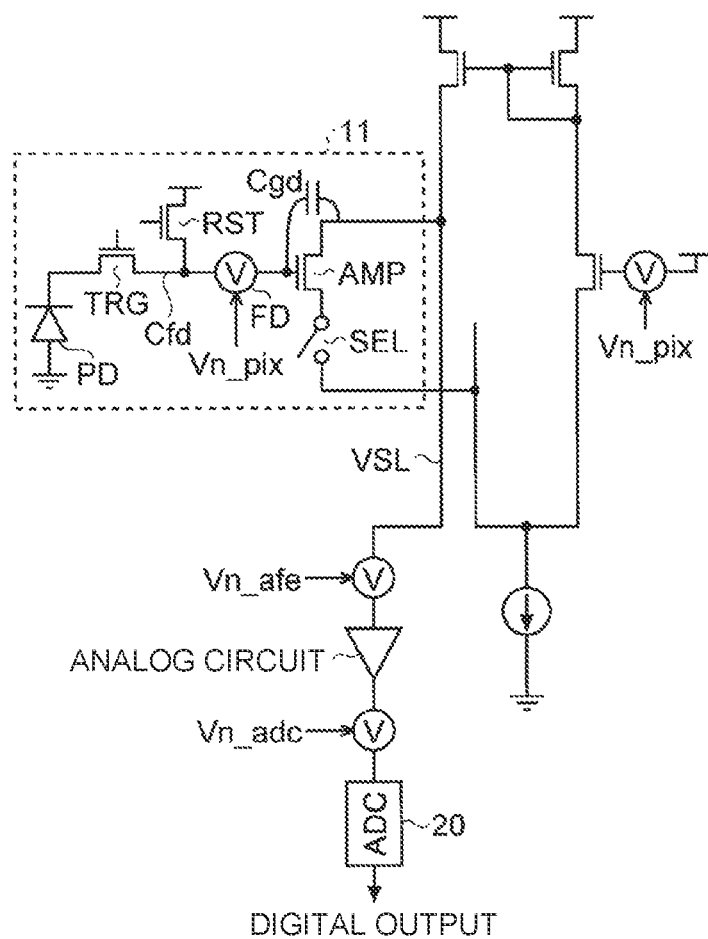 11
Cgd
RST
AMP
TRG
Cfd
FD
V
SEL
PD
Vn_pix
V
Vn_pix
VSL
Vn_afe
V
ANALOG CIRCUIT
Vn_adc
V
ADC
20
DIGITAL OUTPUT